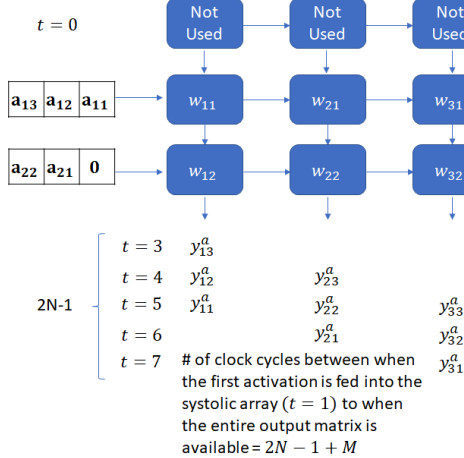 t = 0
Not Used
Not Used
Not Used
a₁₃ a₁₂ a₁₁
w₁₁
w₂₁
w₃₁
a₂₂ a₂₁ 0
w₁₂
w₂₂
w₃₂
t = 3 y₁₃ᵃ
t = 4 y₁₂ᵃ y₂₃ᵃ
2N-1
t = 5 y₁₁ᵃ y₂₂ᵃ y₃₃ᵃ
t = 6 y₂₁ᵃ y₃₂ᵃ
t = 7 y₃₁ᵃ
# of clock cycles between when
the first activation is fed into the
systolic array (t = 1) to when
the entire output matrix is
available = 2N − 1 + M